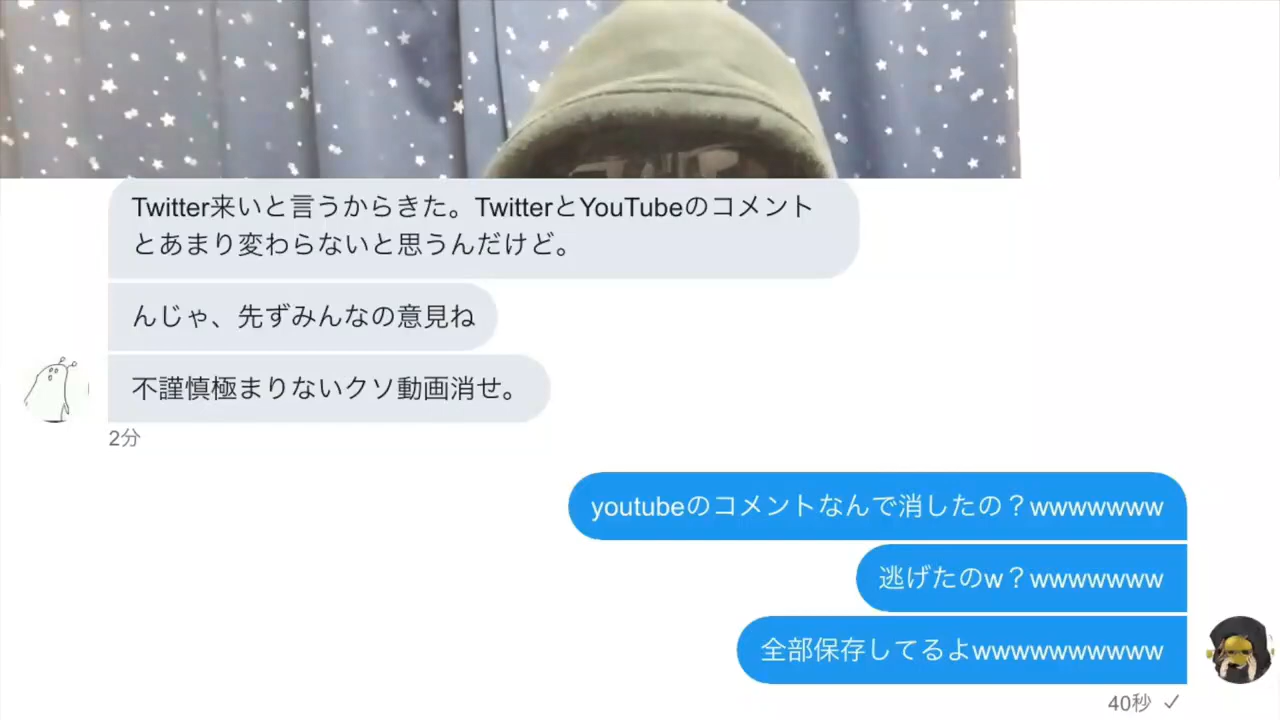 Twitter来いと言うからきた。TwitterとYouTubeのコメント
とあまり変わらないと思うんだけど。
んじゃ、先ずみんなの意見ね
不謹慎極まりないクソ動画消せ。
2分
youtubeのコメントなんで消したの？wwwwwww
逃げたのw？wwwwwww
全部保存してるよwwwwwwwwww
40秒 ✓